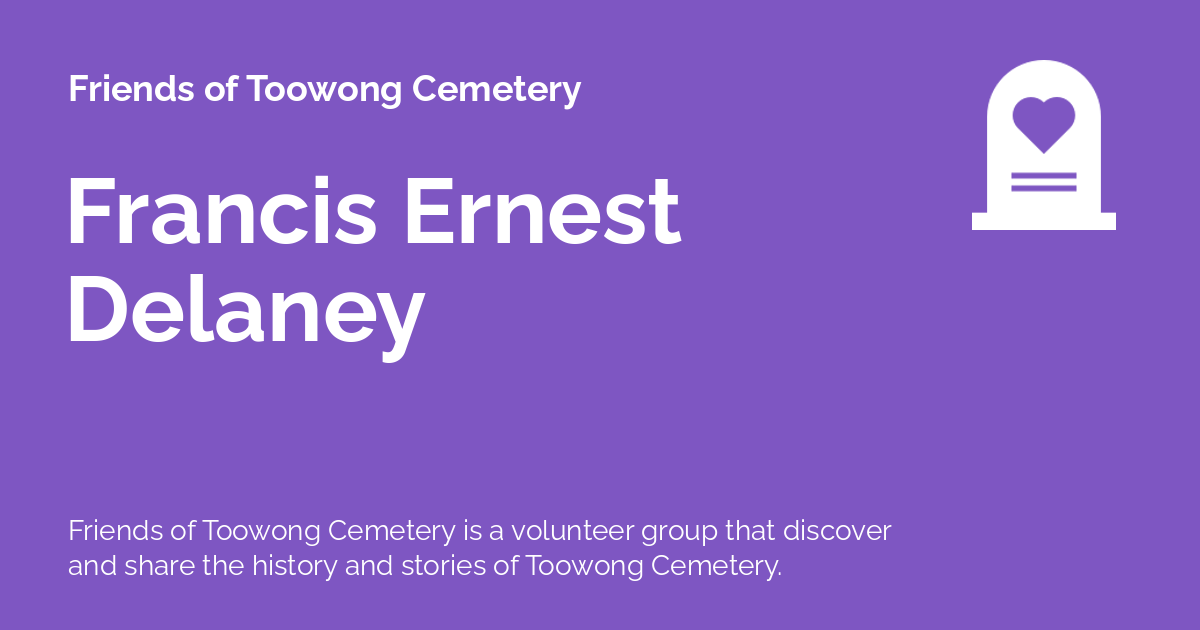 Friends of Toowong Cemetery
Francis Ernest
Delaney
Friends of Toowong Cemetery is a volunteer group that discover
and share the history and stories of Toowong Cemetery.